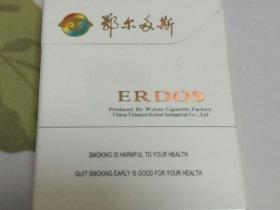 鄂尔多斯
ERDOS
Produced By Wuhan Cigarette Factory
China Tobacco Hubei Industrial Co.,Ltd
SMOKING IS HARMFUL TO YOUR HEALTH
QUIT SMOKING EARLY IS GOOD FOR YOUR HEALTH